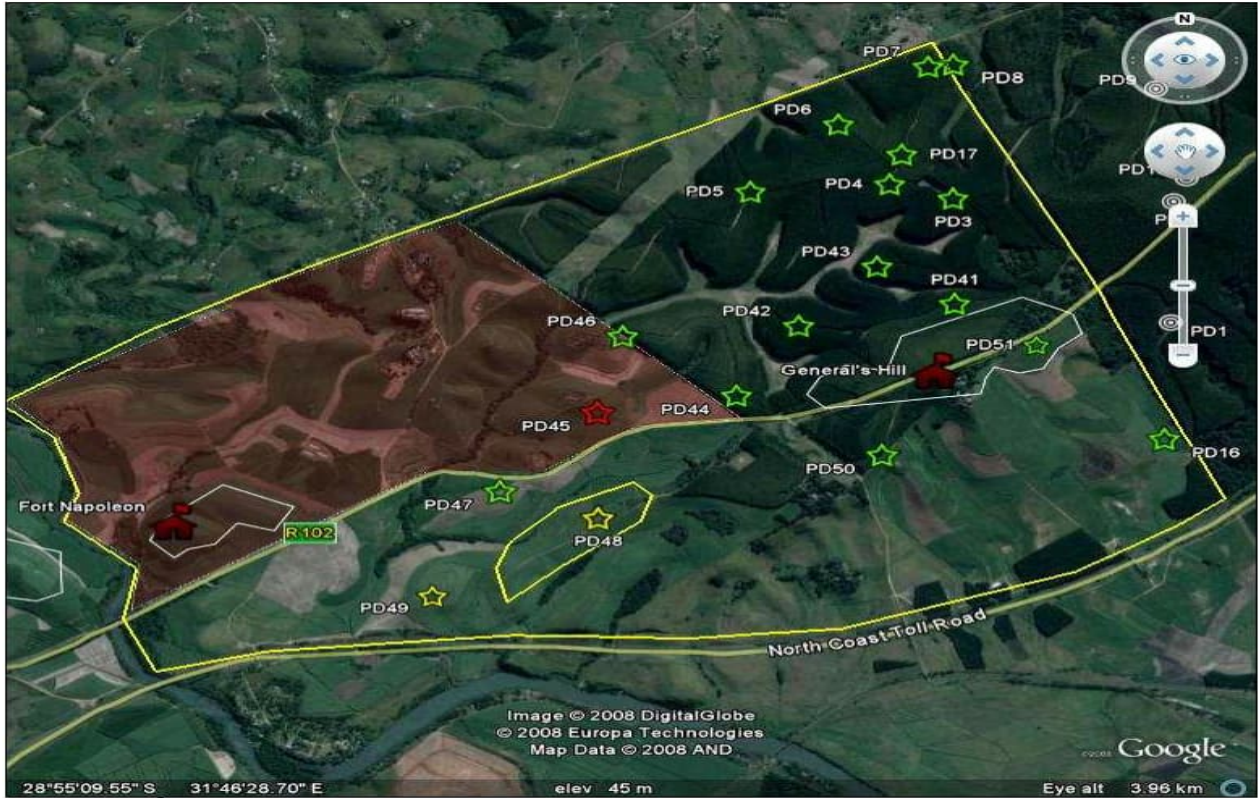 N
PD7
PD8
PD9
PD6
PD17
PD5
PD4
PD3
PD43
PD41
PD42
PD46
PD51
PD1
General's Hill
PD44
PD45
PD50
PD16
PD47
Fort Napoleon
R 102
PD48
PD49
North Coast Toll Road
Image © 2008 DigitalGlobe
© 2008 Europa Technologies
Map Data © 2008 AND
Google
28°55'09.55" S 31°46'28.70" E elev 45 m Eye alt 3.96 km